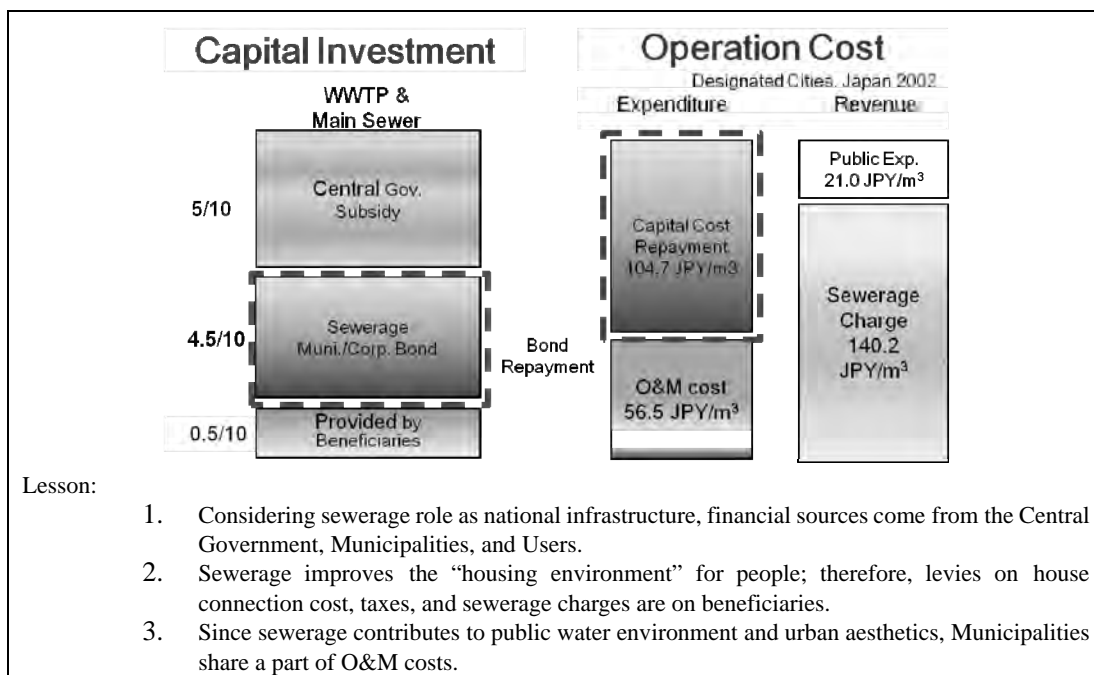 Capital Investment
WWTP &
Main Sewer
5/10
Central Gov.
Subsidy
4.5/10
Sewerage
Muni./Corp. Bond
0.5/10
Provided by
Beneficiaries
Bond
Repayment
Operation Cost
Designated Cities, Japan 2002
Expenditure
Revenue
Capital Cost
Repayment
104.7 JPY/m3
O&M cost
56.5 JPY/m³
Public Exp.
21.0 JPY/m³
Sewerage
Charge
140.2
JPY/m³
Lesson:
1. Considering sewerage role as national infrastructure, financial sources come from the Central
Government, Municipalities, and Users.
2. Sewerage improves the “housing environment” for people; therefore, levies on house
connection cost, taxes, and sewerage charges are on beneficiaries.
3. Since sewerage contributes to public water environment and urban aesthetics, Municipalities
share a part of O&M costs.